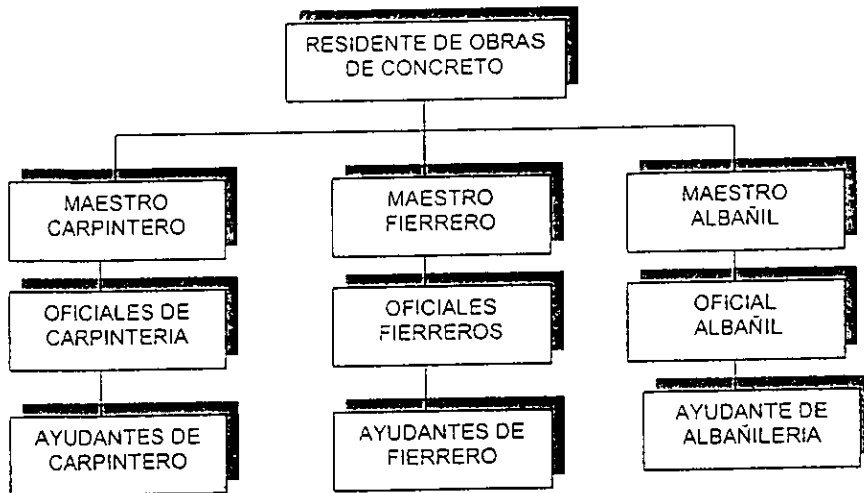 RESIDENTE DE OBRAS
DE CONCRETO
MAESTRO
CARPINTERO
MAESTRO
FIERRERO
MAESTRO
ALBAÑIL
OFICIALES DE
CARPINTERIA
OFICIALES
FIERREROS
OFICIAL
ALBAÑIL
AYUDANTES DE
CARPINTERO
AYUDANTES DE
FIERRERO
AYUDANTE DE
ALBAÑILERIA